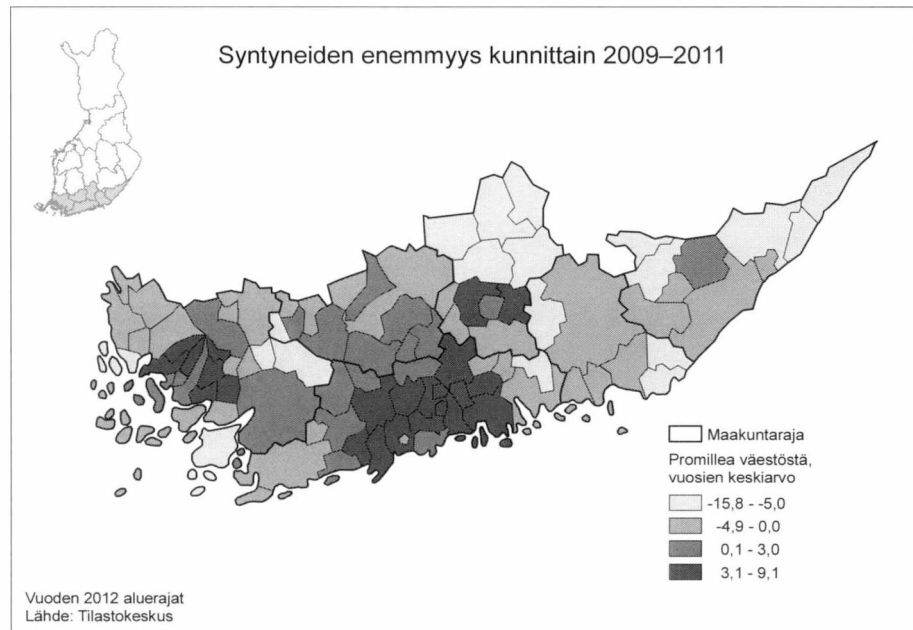 Syntyneiden enemmyys kunnittain 2009–2011
Maakuntaraja
Promillea väestöstä,
vuosien keskiarvo
-15,8 - -5,0
-4,9 - 0,0
0,1 - 3,0
3,1 - 9,1
Vuoden 2012 aluerajat
Lähde: Tilastokeskus